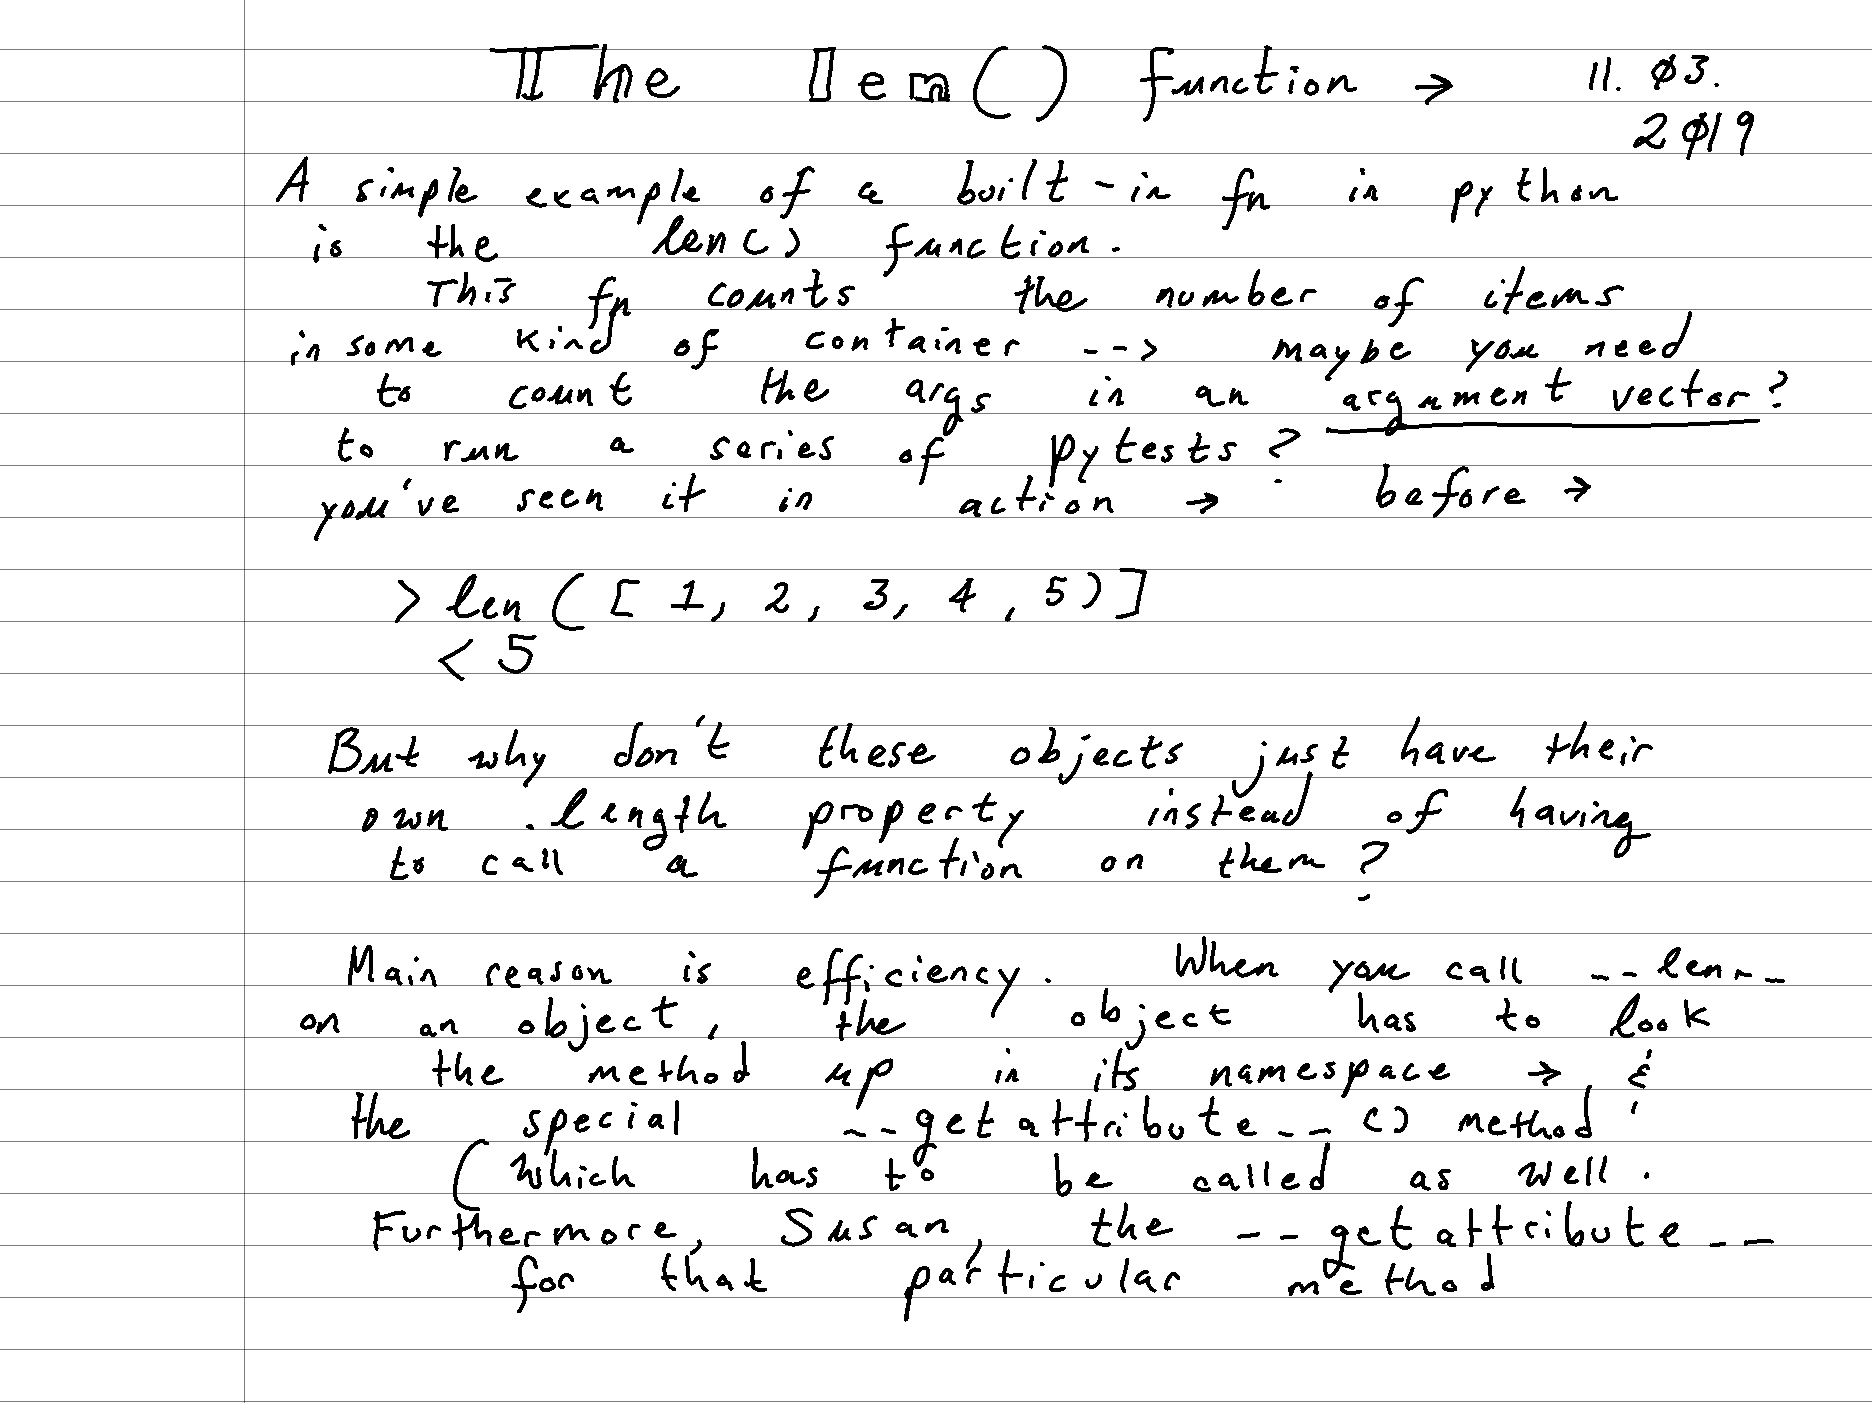 The len() function → 11. Ø3.
2Ø19
A simple example of a built-in fn in python
is the len() function.
This fn counts the number of items
in some kind of container --> maybe you need
to count the args in an argument vector?
to run a series of pytests?
you've seen it in action → before →
> len ( [ 1, 2, 3, 4, 5 ) ]
< 5
But why don't these objects just have their
own .length property instead of having
to call a function on them?
Main reason is efficiency. When you call __len__
on an object, the object has to look
the method up in its namespace → &
the special __getattribute__() method,
(which has to be called as well.
Furthermore, Susan, the __getattribute__
for that particular method